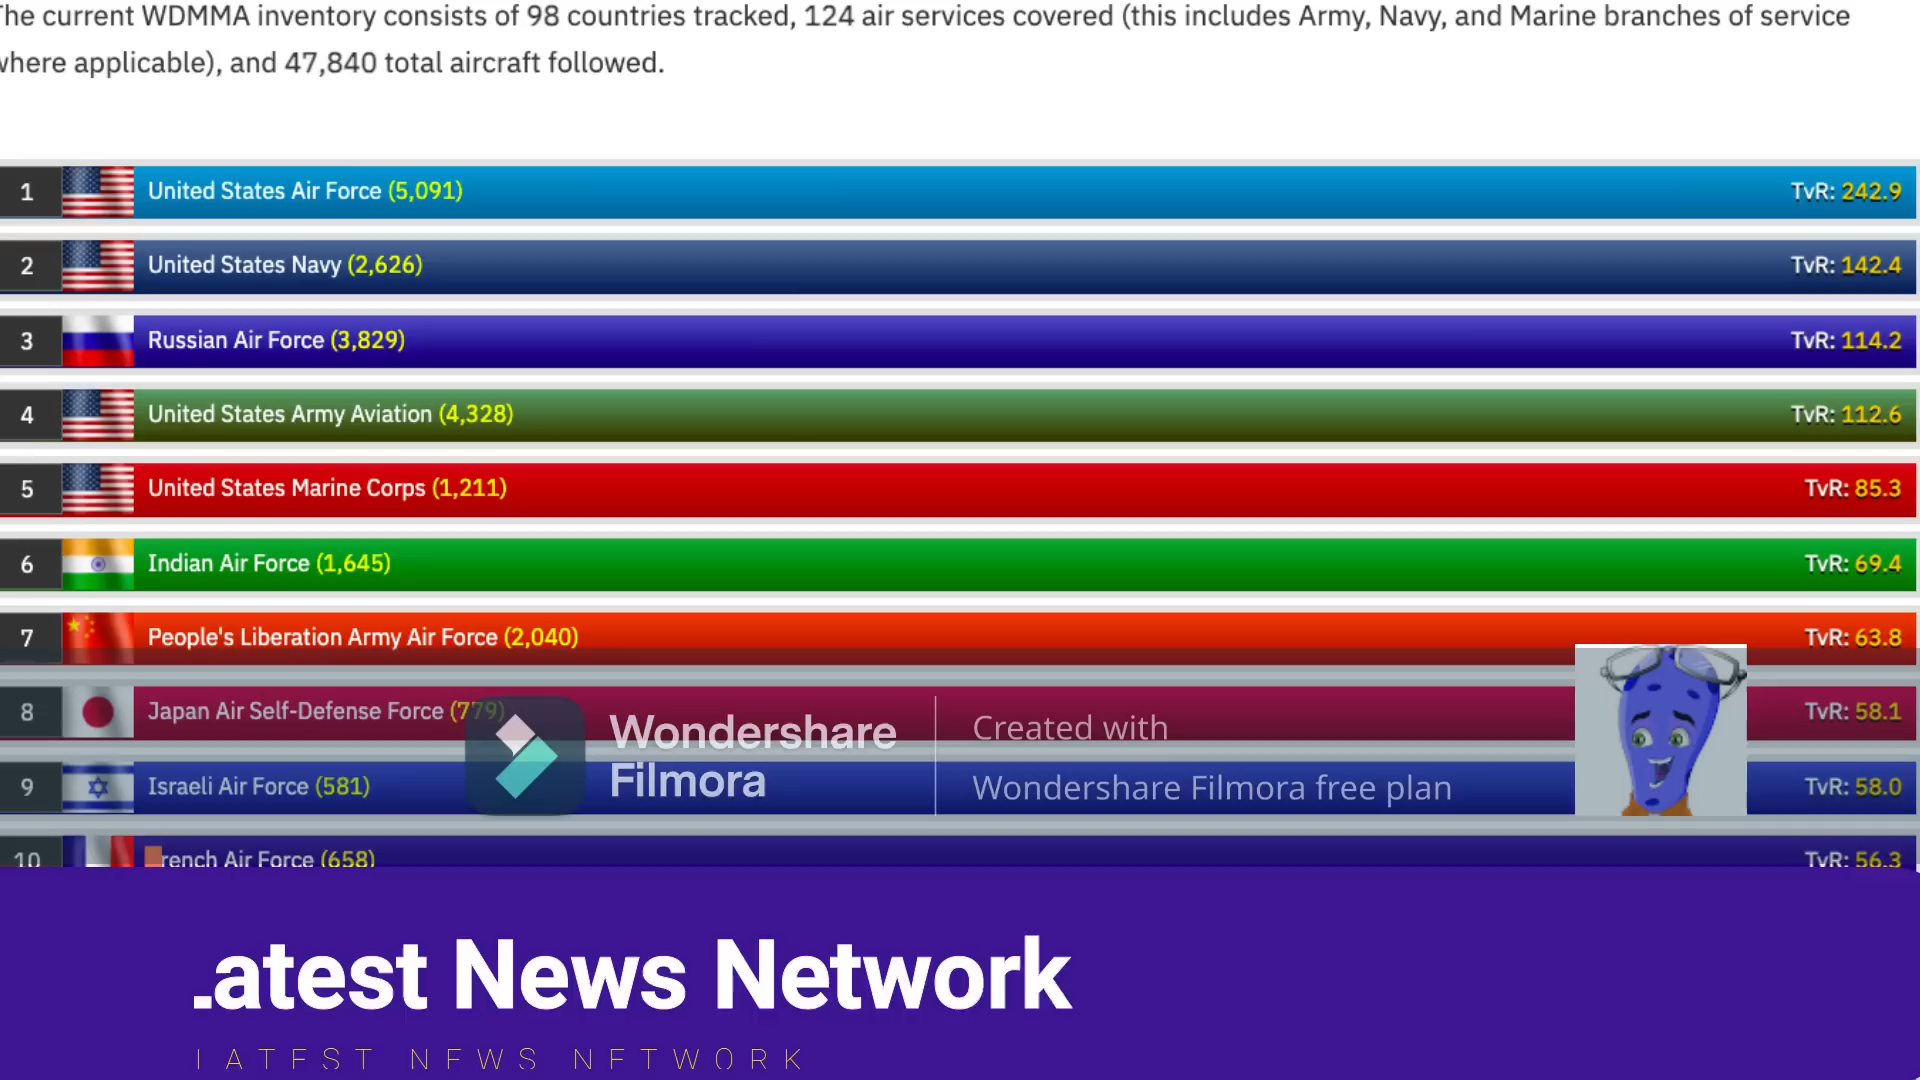 The current WDMMA inventory consists of 98 countries tracked, 124 air services covered (this includes Army, Navy, and Marine branches of service
where applicable), and 47,840 total aircraft followed.
1 United States Air Force (5,091) TvR: 242.9
2 United States Navy (2,626) TvR: 142.4
3 Russian Air Force (3,829) TvR: 114.2
4 United States Army Aviation (4,328) TvR: 112.6
5 United States Marine Corps (1,211) TvR: 85.3
6 Indian Air Force (1,645) TvR: 69.4
7 People's Liberation Army Air Force (2,040) TvR: 63.8
8 Japan Air Self-Defense Force (779) TvR: 58.1
9 Israeli Air Force (581) TvR: 58.0
10 French Air Force (658) TvR: 56.3
Wondershare
Filmora
Created with
Wondershare Filmora free plan
Latest News Network
LATEST NEWS NETWORK